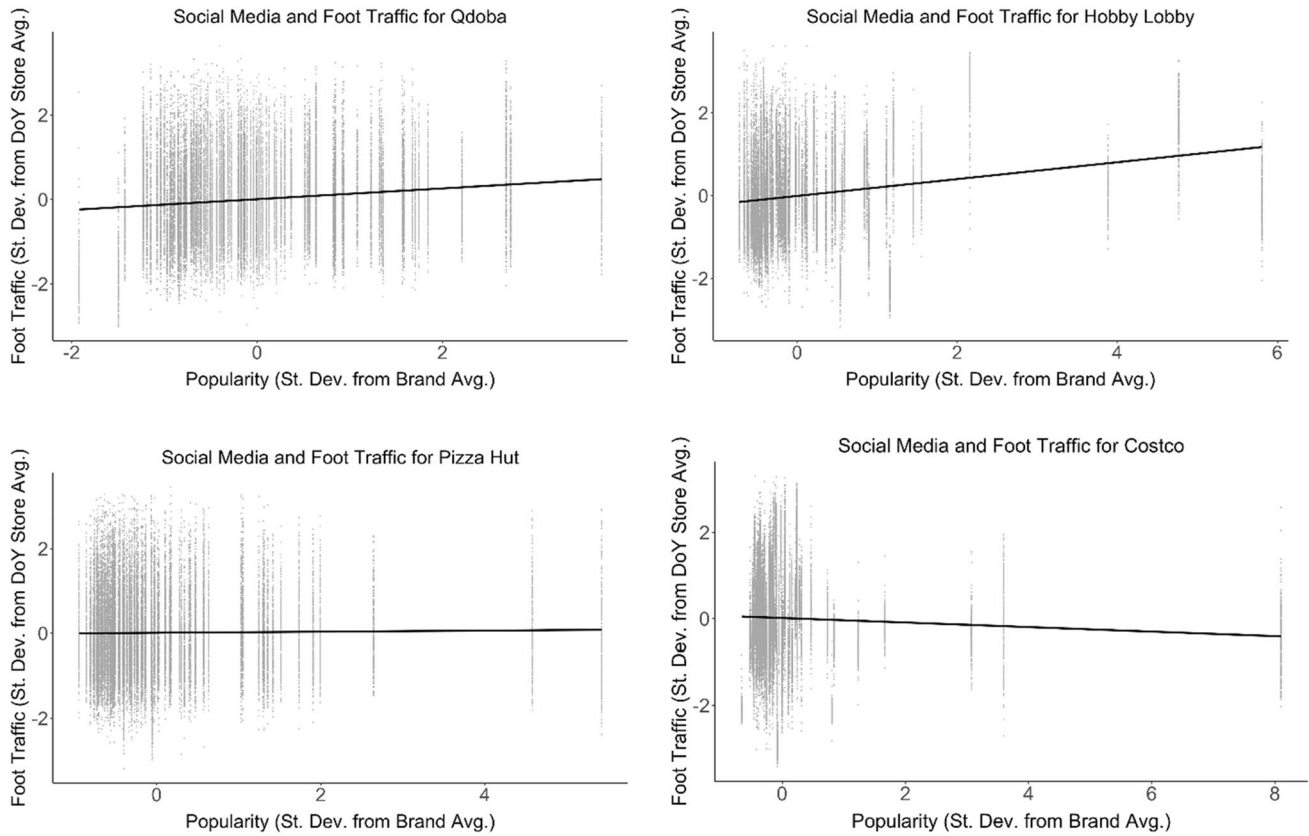 Social Media and Foot Traffic for Qdoba
Foot Traffic (St. Dev. from DoY Store Avg.)
2
0
-2
-2
0
2
Popularity (St. Dev. from Brand Avg.)
Social Media and Foot Traffic for Hobby Lobby
Foot Traffic (St. Dev. from DoY Store Avg.)
2
0
-2
0
2
4
6
Popularity (St. Dev. from Brand Avg.)
Social Media and Foot Traffic for Pizza Hut
Foot Traffic (St. Dev. from DoY Store Avg.)
2
0
-2
0
2
4
Popularity (St. Dev. from Brand Avg.)
Social Media and Foot Traffic for Costco
Foot Traffic (St. Dev. from DoY Store Avg.)
2
0
-2
0
2
4
6
8
Popularity (St. Dev. from Brand Avg.)